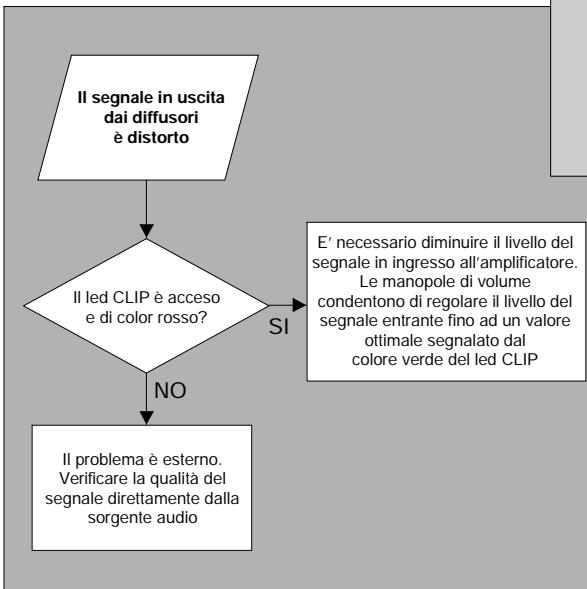 Il segnale in uscita
dai diffusori
è distorto
Il led CLIP è acceso
e di color rosso?
SI
E' necessario diminuire il livello del
segnale in ingresso all'amplificatore.
Le manopole di volume
condentono di regolare il livello del
segnale entrante fino ad un valore
ottimale segnalato dal
colore verde del led CLIP
NO
Il problema è esterno.
Verificare la qualità del
segnale direttamente dalla
sorgente audio